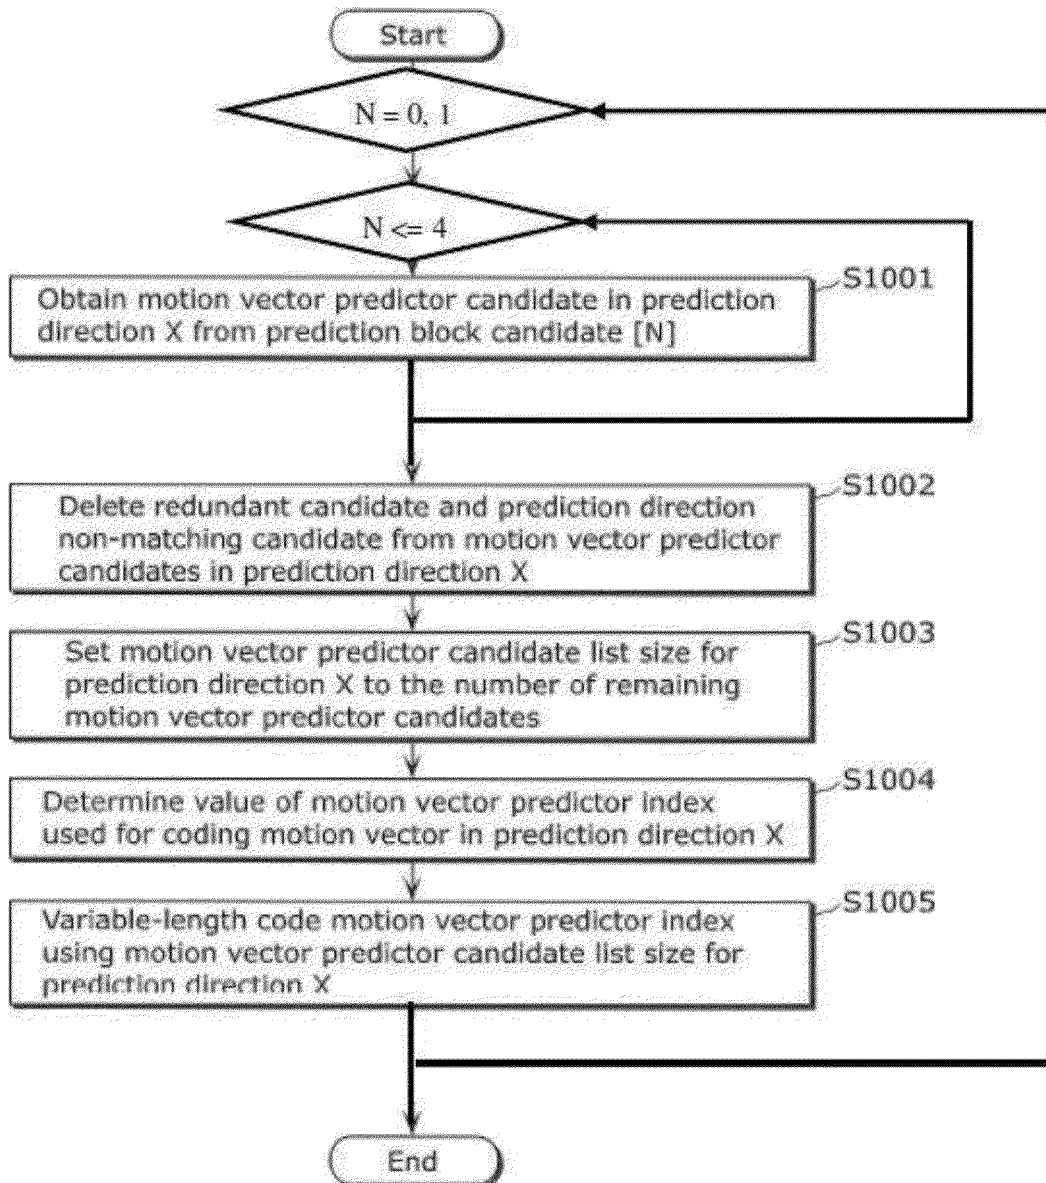 Start
N = 0, 1
N <= 4
S1001
Obtain motion vector predictor candidate in prediction
direction X from prediction block candidate [N]
S1002
Delete redundant candidate and prediction direction
non-matching candidate from motion vector predictor
candidates in prediction direction X
S1003
Set motion vector predictor candidate list size for
prediction direction X to the number of remaining
motion vector predictor candidates
S1004
Determine value of motion vector predictor index
used for coding motion vector in prediction direction X
S1005
Variable-length code motion vector predictor index
using motion vector predictor candidate list size for
prediction direction X
End